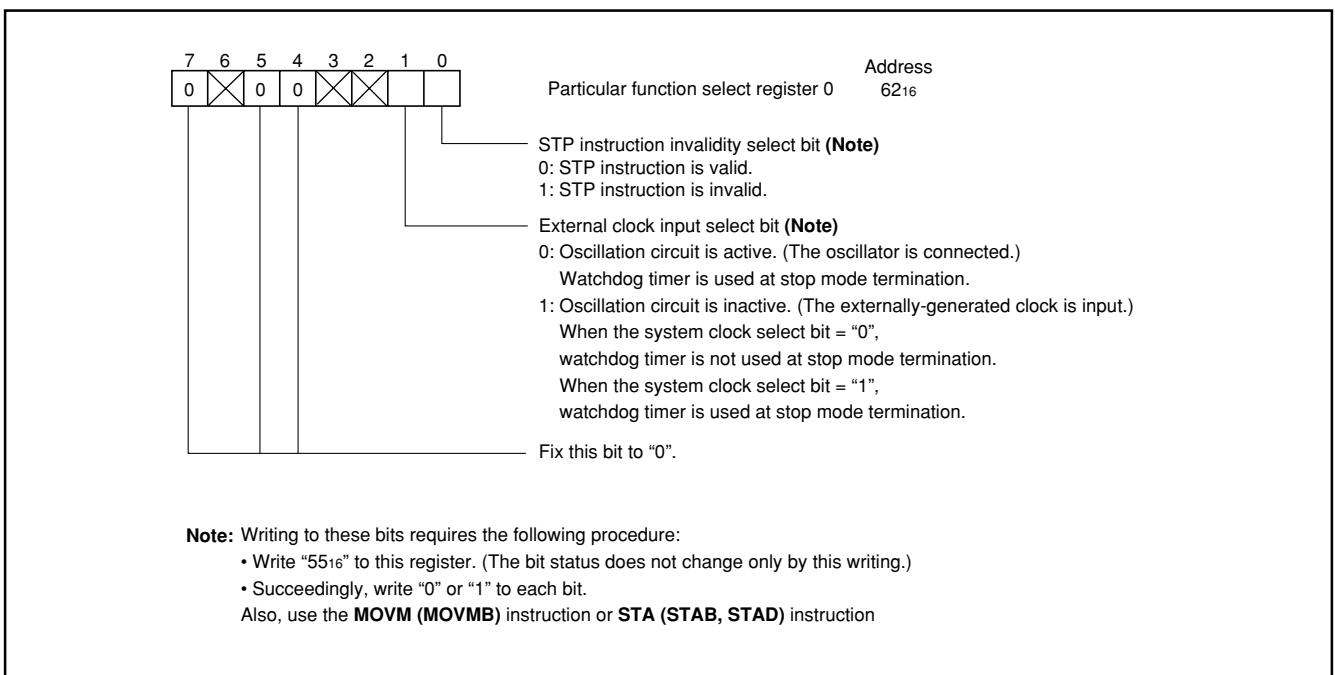 7 6 5 4 3 2 1 0
Address
0 0 0
Particular function select register 0 62₁₆
STP instruction invalidity select bit (Note)
0: STP instruction is valid.
1: STP instruction is invalid.
External clock input select bit (Note)
0: Oscillation circuit is active. (The oscillator is connected.)
Watchdog timer is used at stop mode termination.
1: Oscillation circuit is inactive. (The externally-generated clock is input.)
When the system clock select bit = “0”,
watchdog timer is not used at stop mode termination.
When the system clock select bit = “1”,
watchdog timer is used at stop mode termination.
Fix this bit to “0”.
Note: Writing to these bits requires the following procedure:
• Write “55₁₆” to this register. (The bit status does not change only by this writing.)
• Succeedingly, write “0” or “1” to each bit.
Also, use the MOVM (MOVMB) instruction or STA (STAB, STAD) instruction